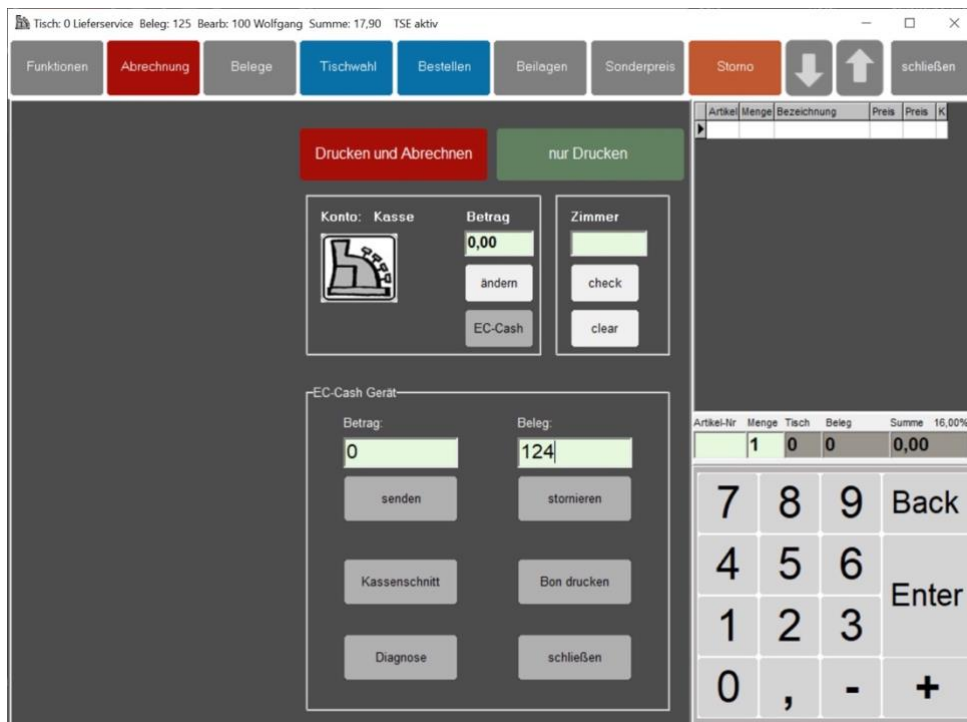 Tisch: 0 Lieferservice Beleg: 125 Bearb: 100 Wolfgang Summe: 17,90 TSE aktiv
Funktionen Abrechnung Belege Tischwahl Bestellen Beilagen Sonderpreis Storno schließen
Artikel Menge Bezeichnung Preis Preis K
Drucken und Abrechnen nur Drucken
Konto: Kasse Betrag Zimmer
0,00
ändern check
EC-Cash clear
EC-Cash Gerät
Betrag: Beleg:
0 124
senden stornieren
Kassenschnitt Bon drucken
Diagnose schließen
Artikel-Nr Menge Tisch Beleg Summe 16,00%
1 0 0 0,00
7 8 9 Back
4 5 6
Enter
1 2 3
0 , - +